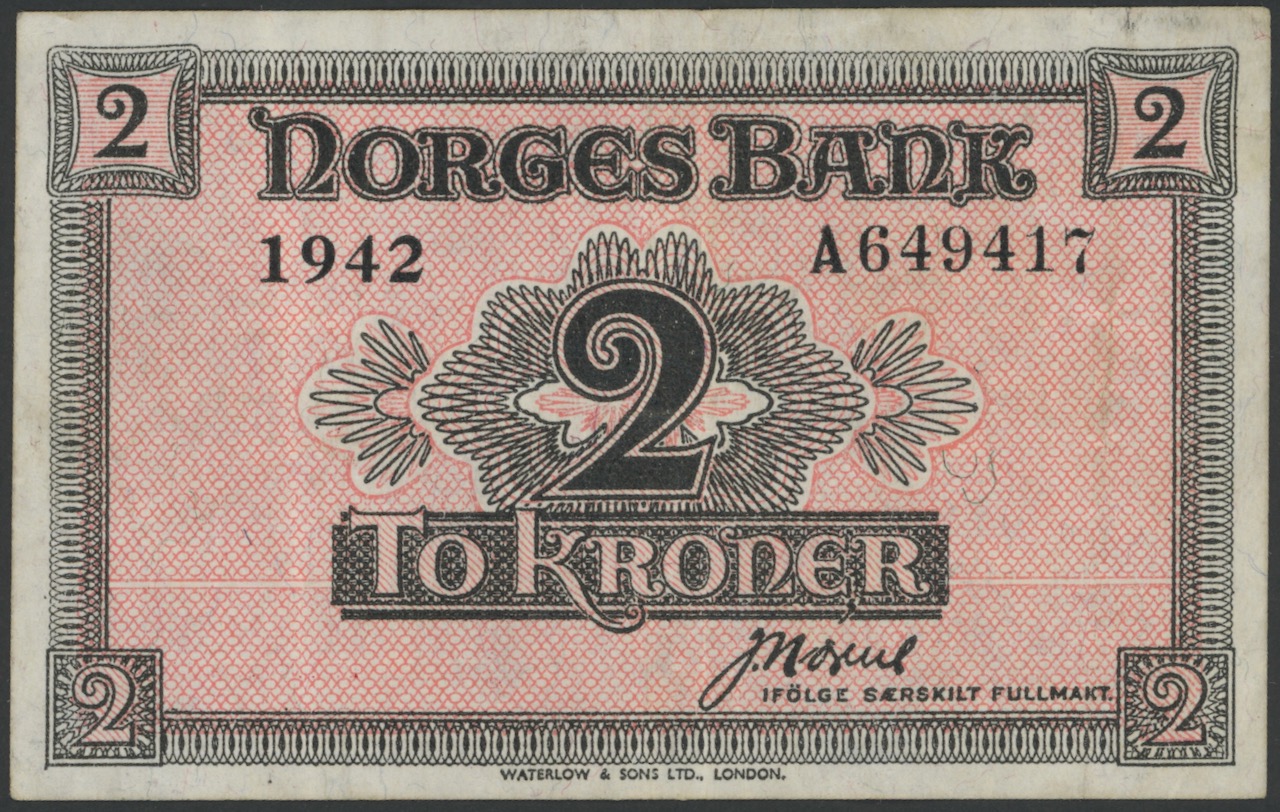 2 2
NORGES BANK
1942 A649417
2
TO KRONER
IFÖLGE SÆRSKILT FULLMAKT.
2 2
WATERLOW & SONS LTD., LONDON.